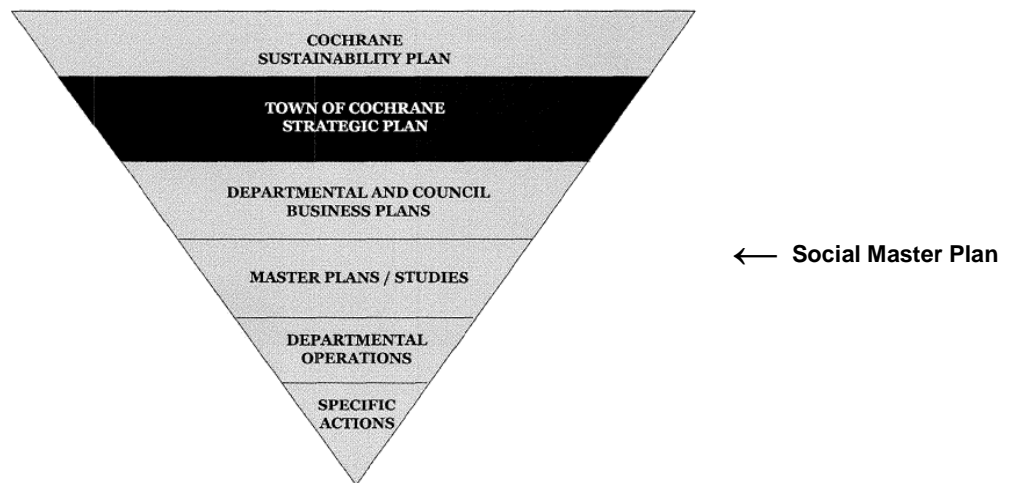 COCHRANE
SUSTAINABILITY PLAN
TOWN OF COCHRANE
STRATEGIC PLAN
DEPARTMENTAL AND COUNCIL
BUSINESS PLANS
← Social Master Plan
MASTER PLANS / STUDIES
DEPARTMENTAL
OPERATIONS
SPECIFIC
ACTIONS